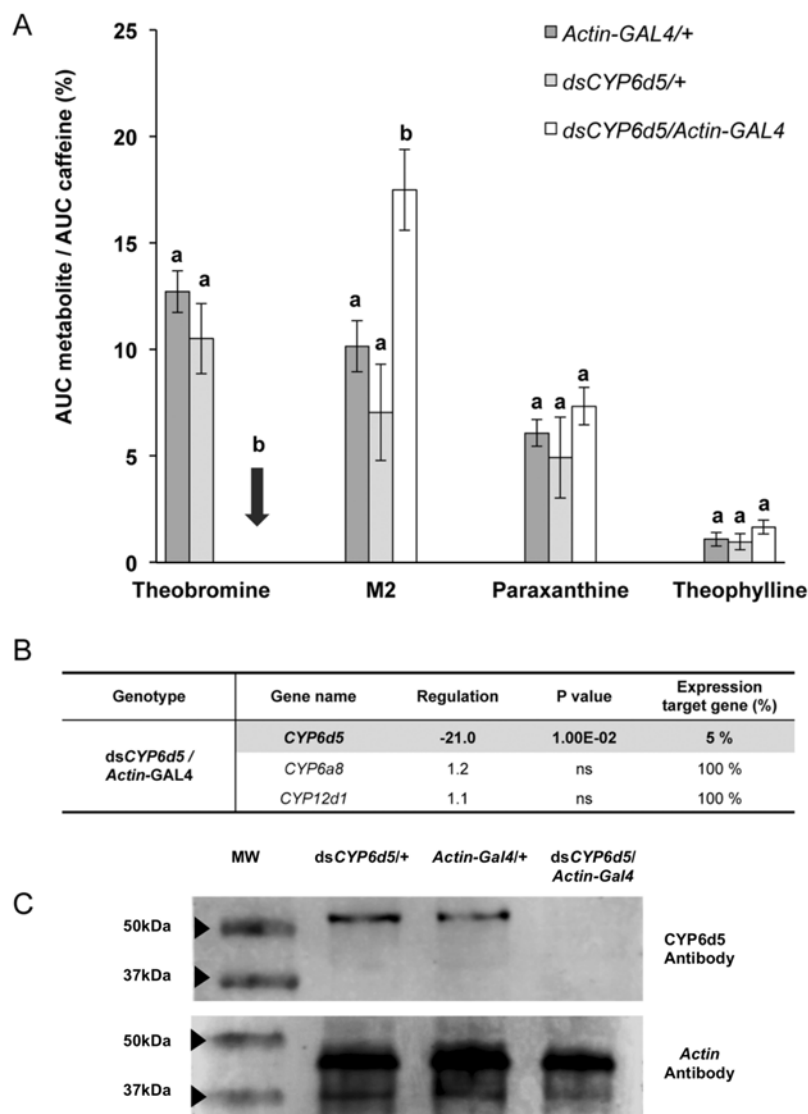 A
25
20
15
10
5
0
AUC metabolite / AUC caffeine (%)
Actin-GAL4/+
dsCYP6d5/+
dsCYP6d5/Actin-GAL4
a
a
b
a
a
b
a
a
a
a
a
a
Theobromine M2 Paraxanthine Theophylline
B
Genotype Gene name Regulation P value Expression
target gene (%)
dsCYP6d5 /
Actin-GAL4
CYP6d5 -21.0 1.00E-02 5 %
CYP6a8 1.2 ns 100 %
CYP12d1 1.1 ns 100 %
MW dsCYP6d5/+ Actin-Gal4/+ dsCYP6d5/
Actin-Gal4
C
50kDa
37kDa
CYP6d5
Antibody
50kDa
37kDa
Actin
Antibody